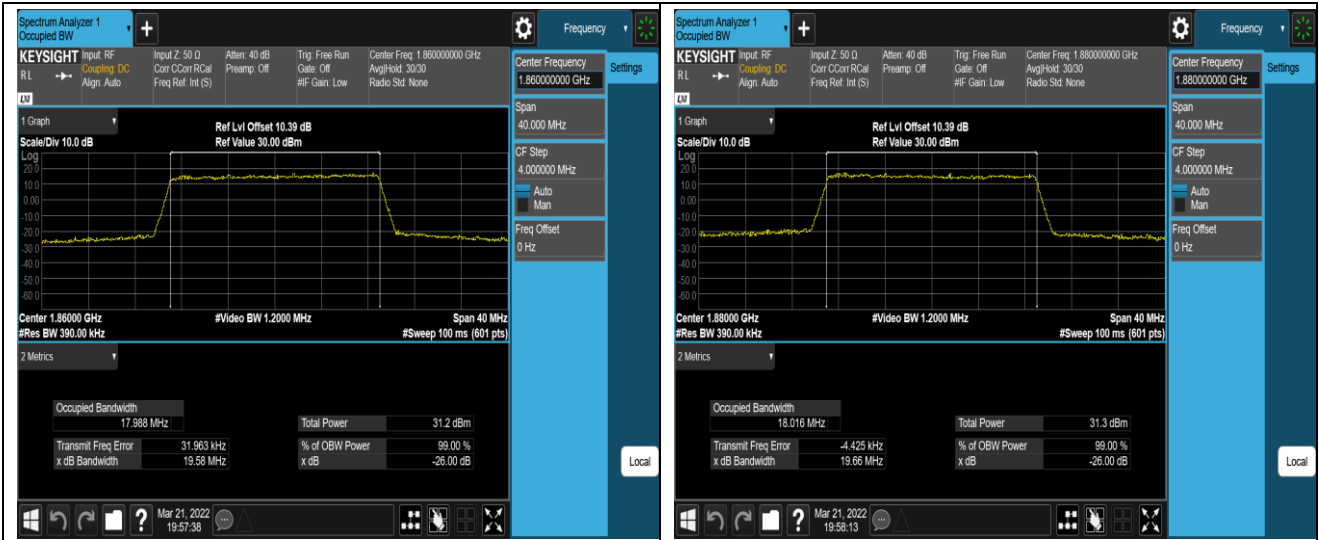 Spectrum Analyzer 1
Occupied BW
+
Frequency
KEYSIGHT
RL
LXI
Input: RF
Coupling: DC
Align: Auto
Input Z: 50 Ω
Corr CCorr RCal
Freq Ref: Int (S)
Atten: 40 dB
Preamp: Off
Trig: Free Run
Gate: Off
#IF Gain: Low
Center Freq: 1.860000000 GHz
Avg|Hold: 30/30
Radio Std: None
Center Frequency
1.860000000 GHz
Settings
Span
40.000 MHz
CF Step
4.000000 MHz
Auto
Man
Freq Offset
0 Hz
Local
1 Graph
Scale/Div 10.0 dB
Ref Lvl Offset 10.39 dB
Ref Value 30.00 dBm
Log
20.0
10.0
0.00
-10.0
-20.0
-30.0
-40.0
-50.0
-60.0
Center 1.86000 GHz
#Video BW 1.2000 MHz
Span 40 MHz
#Res BW 390.00 kHz
#Sweep 100 ms (601 pts)
2 Metrics
Occupied Bandwidth
17.988 MHz
Total Power 31.2 dBm
Transmit Freq Error 31.963 kHz
% of OBW Power 99.00 %
x dB Bandwidth 19.58 MHz
x dB -26.00 dB
?
Mar 21, 2022
19:57:38
Spectrum Analyzer 1
Occupied BW
+
Frequency
KEYSIGHT
RL
LXI
Input: RF
Coupling: DC
Align: Auto
Input Z: 50 Ω
Corr CCorr RCal
Freq Ref: Int (S)
Atten: 40 dB
Preamp: Off
Trig: Free Run
Gate: Off
#IF Gain: Low
Center Freq: 1.880000000 GHz
Avg|Hold: 30/30
Radio Std: None
Center Frequency
1.880000000 GHz
Settings
Span
40.000 MHz
CF Step
4.000000 MHz
Auto
Man
Freq Offset
0 Hz
Local
1 Graph
Scale/Div 10.0 dB
Ref Lvl Offset 10.39 dB
Ref Value 30.00 dBm
Log
20.0
10.0
0.00
-10.0
-20.0
-30.0
-40.0
-50.0
-60.0
Center 1.88000 GHz
#Video BW 1.2000 MHz
Span 40 MHz
#Res BW 390.00 kHz
#Sweep 100 ms (601 pts)
2 Metrics
Occupied Bandwidth
18.016 MHz
Total Power 31.3 dBm
Transmit Freq Error -4.425 kHz
% of OBW Power 99.00 %
x dB Bandwidth 19.66 MHz
x dB -26.00 dB
?
Mar 21, 2022
19:58:13